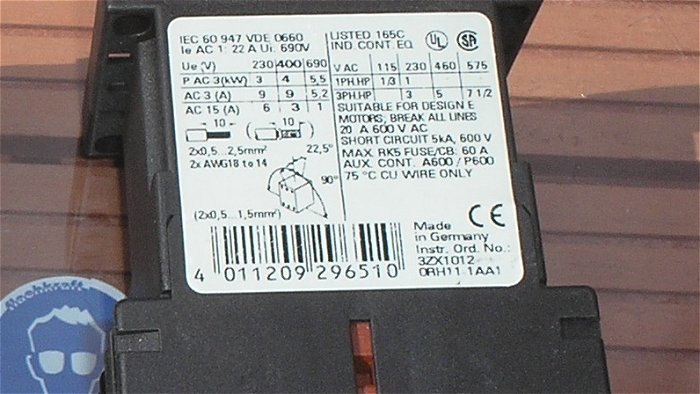 IEC 60 947 VDE 0660
Ie AC 1: 22 A Ui. 690V
Ue (V) 230 400 690
P AC 3 (kW) 3 4 5,5
AC 3 (A) 9 9 5,2
AC 15 (A) 6 3 1
10 10
2x0,5...2,5mm² 22,5°
2x AWG18 to 14
90°
(2x0,5...1,5mm²)
LISTED 165C
IND CONT. EQ. UL SA
V AC 115 230 460 575
1PH.HP 1/3 1
3PH.HP 3 5 7 1/2
SUITABLE FOR DESIGN E
MOTORS, BREAK ALL LINES
20 A 600 V AC
SHORT CIRCUIT 5kA, 600 V
MAX. RK5 FUSE/CB. 60 A
AUX. CONT. A600 / P600
75 °C CU WIRE ONLY
4 011209 296510
Made
in Germany
CE
Instr. Ord. No.:
3ZX1012
0RH11-1AA1